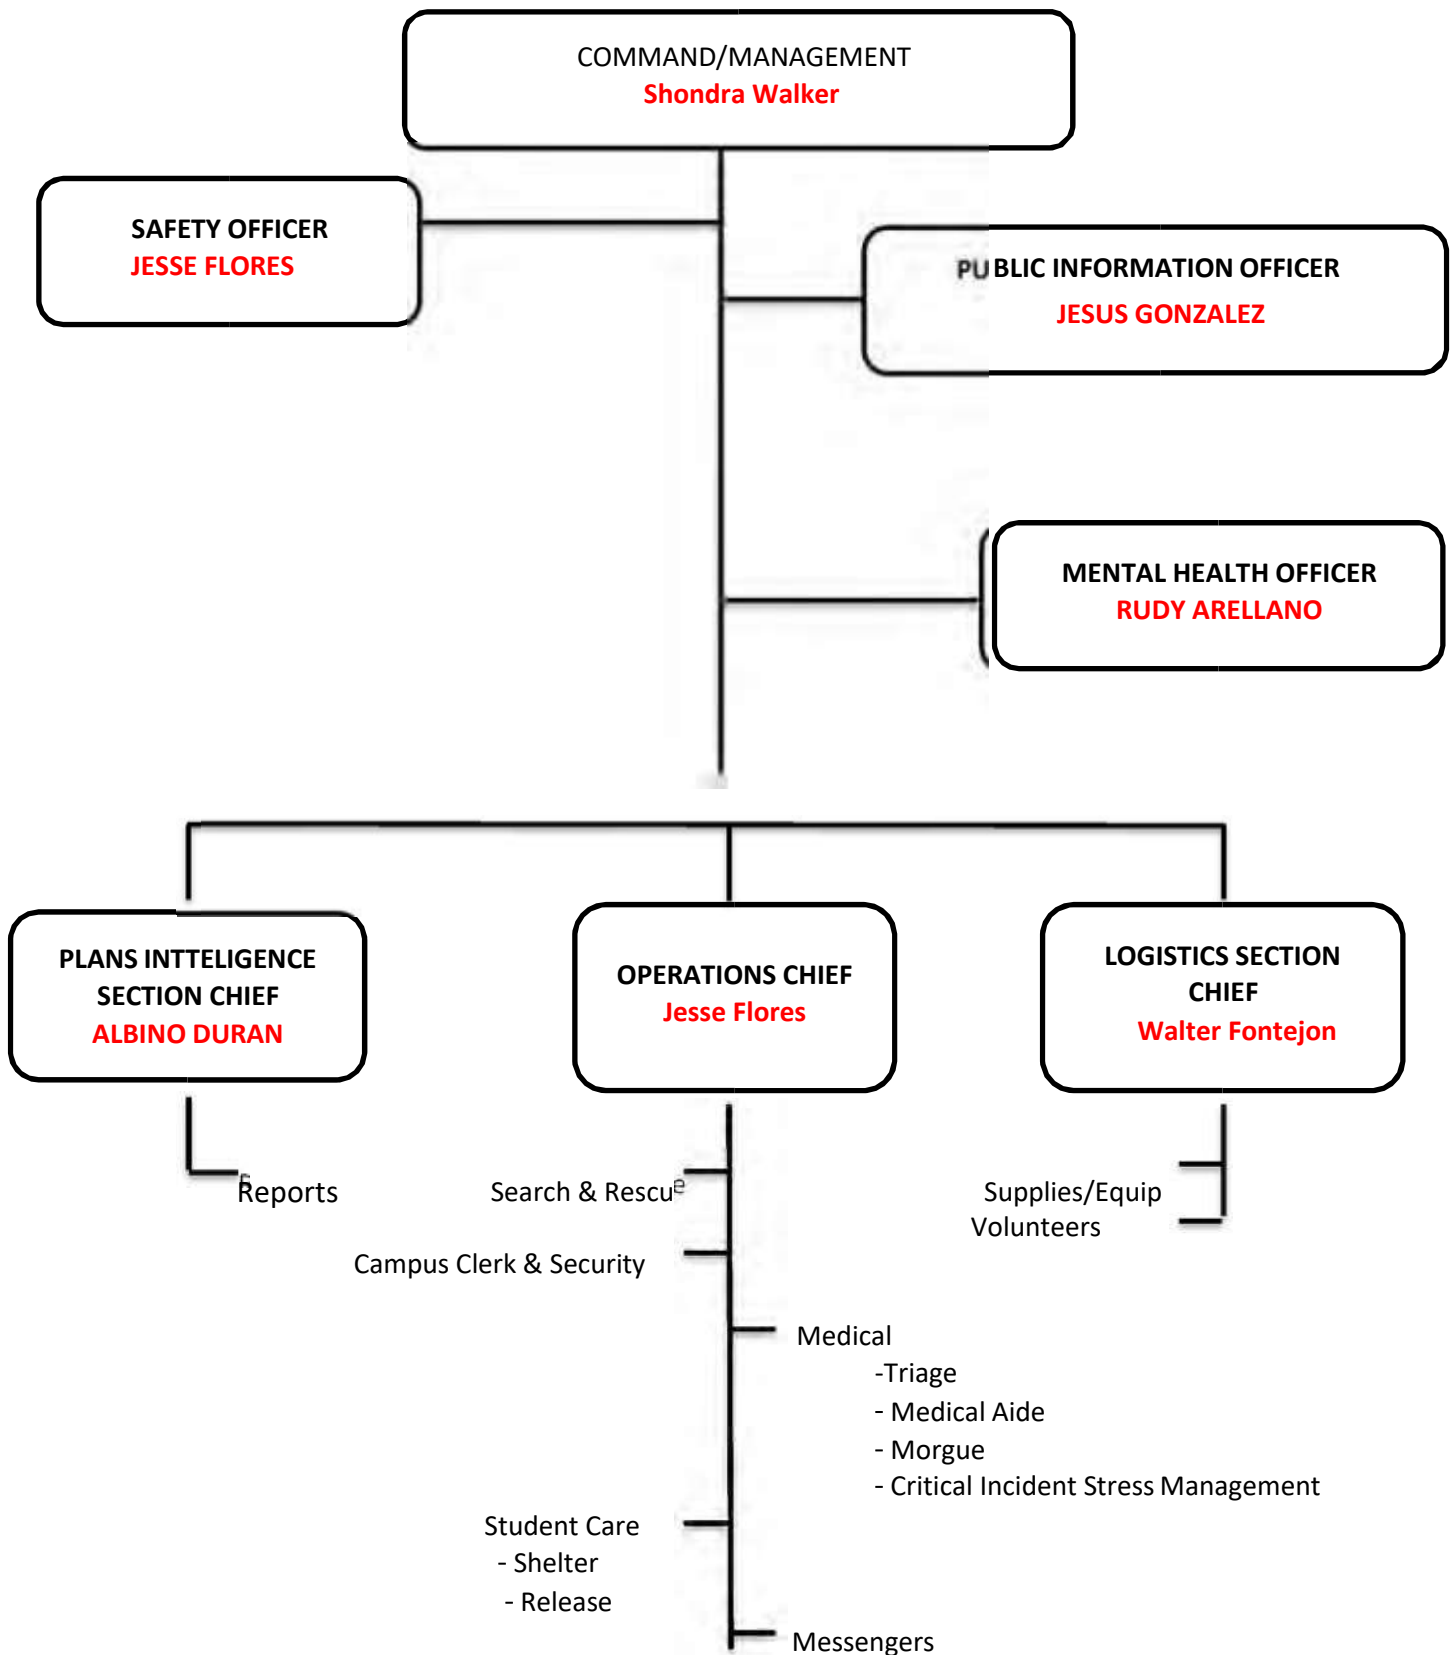 COMMAND/MANAGEMENT
Shondra Walker
SAFETY OFFICER
JESSE FLORES
PUBLIC INFORMATION OFFICER
JESUS GONZALEZ
MENTAL HEALTH OFFICER
RUDY ARELLANO
PLANS INTTELIGENCE
SECTION CHIEF
ALBINO DURAN
OPERATIONS CHIEF
Jesse Flores
LOGISTICS SECTION
CHIEF
Walter Fontejon
Reports
Search & Rescue
Campus Clerk & Security
Medical
-Triage
- Medical Aide
- Morgue
- Critical Incident Stress Management
Student Care
- Shelter
- Release
Messengers
Supplies/Equip
Volunteers